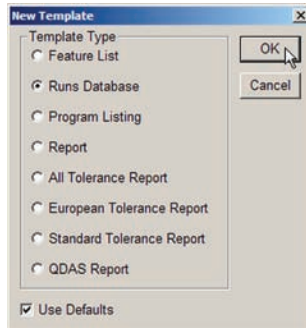 New Template
Template Type
Feature List
OK
Runs Database
Cancel
Program Listing
Report
All Tolerance Report
European Tolerance Report
Standard Tolerance Report
QDAS Report
Use Defaults